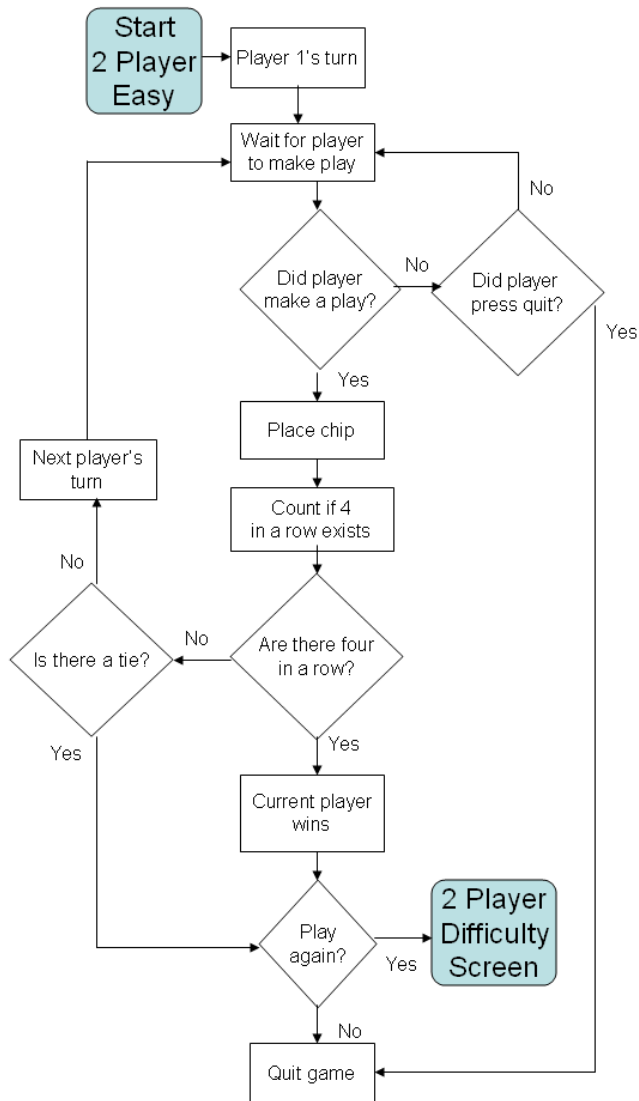 Start
2 Player
Easy
Player 1's turn
Wait for player
to make play
No
Did player
make a play?
No
Did player
press quit?
Yes
Yes
Place chip
Next player's
turn
Count if 4
in a row exists
No
Is there a tie?
No
Are there four
in a row?
Yes
Yes
Current player
wins
2 Player
Difficulty
Screen
Play
again?
Yes
No
Quit game